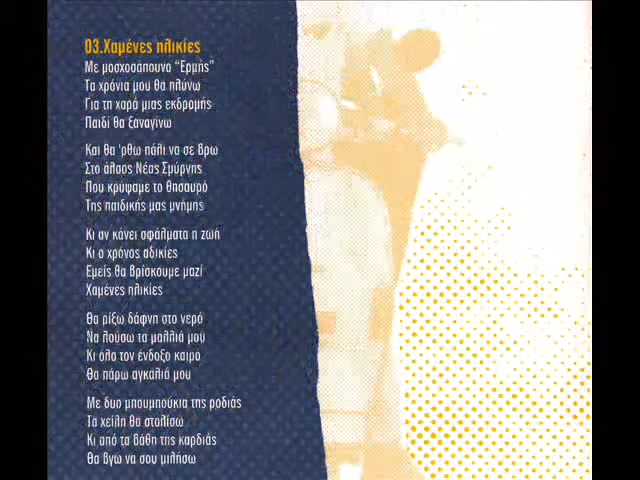 03.Χαμένες ηλικίες
Με μοσχοσάπουνο “Ερμής”
Τα χρόνια μου θα πλύνω
Για τη χαρά μιας εκδρομής
Παιδί θα ξαναγίνω
Και θα 'ρθω πάλι να σε βρω
Στο άλσος Νέας Σμύρνης
Που κρύψαμε το θησαυρό
Της παιδικής μας μνήμης
Κι αν κάνει σφάλματα η ζωή
Κι ο χρόνος αδικίες
Εμείς θα βρίσκουμε μαζί
Χαμένες ηλικίες
Θα ρίξω δάφνη στο νερό
Να λούσω τα μαλλιά μου
Κι όλο τον ένδοξο καιρο
Θα πάρω αγκαλιά μου
Με δυο μπουμπούκια της ροδιάς
Τα χείλη θα στολίσω
Κι από τα βάθη της καρδιάς
Θα βγω να σου μιλήσω